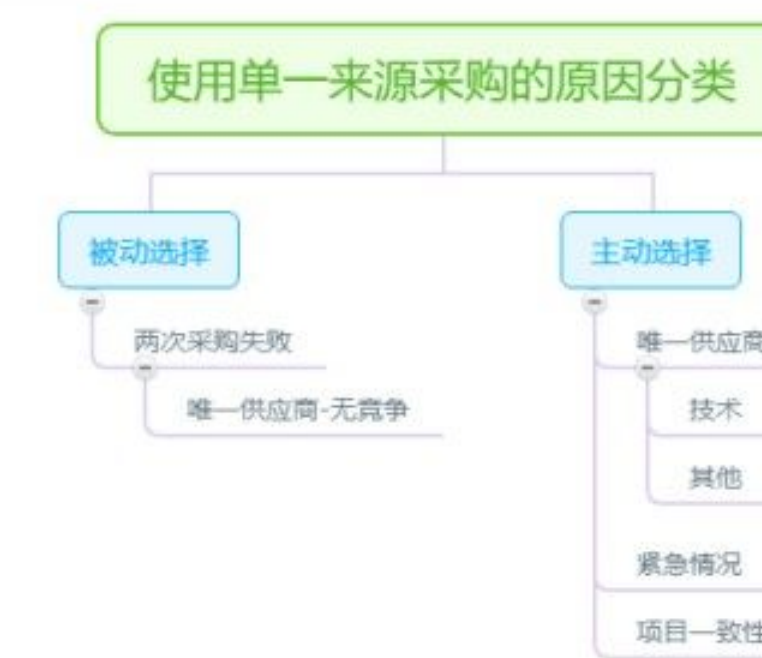 使用单一来源采购的原因分类
被动选择
两次采购失败
唯一供应商-无竞争
主动选择
唯一供应商
技术
其他
紧急情况
项目一致性